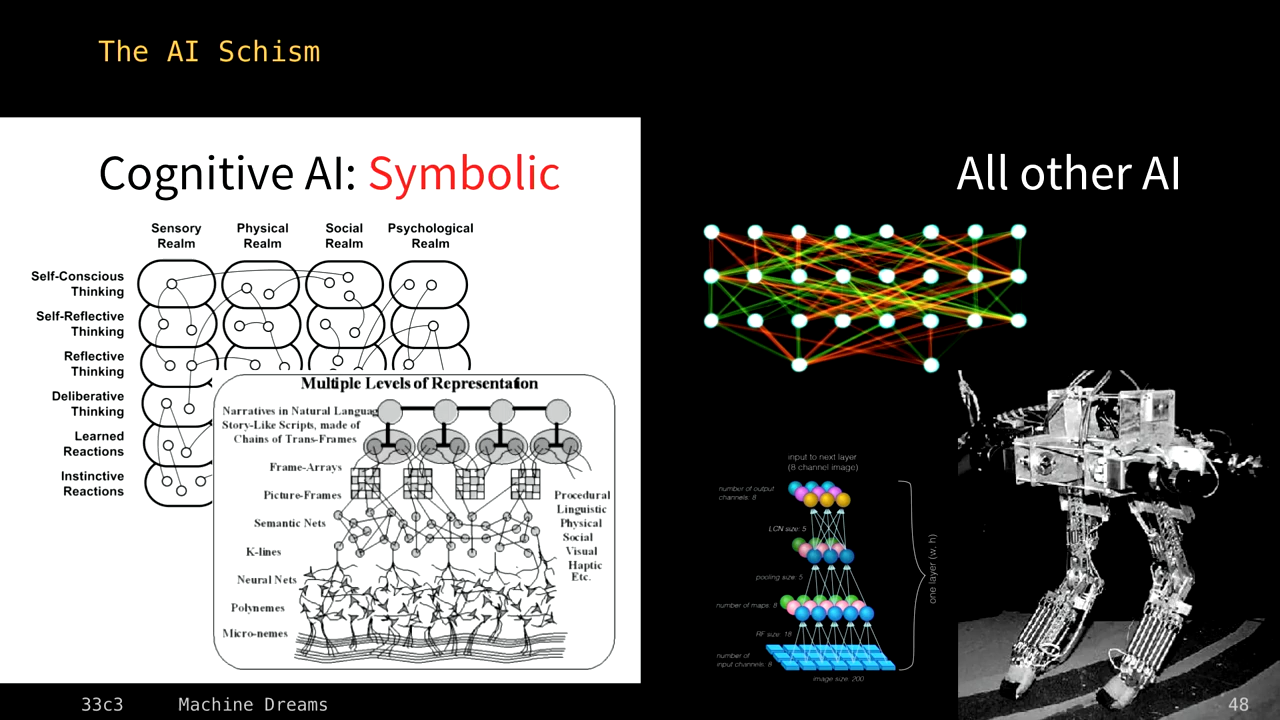 The AI Schism
Cognitive AI: Symbolic
All other AI
Sensory Realm
Physical Realm
Social Realm
Psychological Realm
Self-Conscious Thinking
Self-Reflective Thinking
Reflective Thinking
Deliberative Thinking
Learned Reactions
Instinctive Reactions
Multiple Levels of Representation
Narratives in Natural Languag
Story-Like Scripts, made of
Chains of Trans-Frames
Frame-Arrays
Picture-Frames
Semantic Nets
K-lines
Neural Nets
Polynemes
Micro-nemes
Procedural
Linguistic
Physical
Social
Visual
Haptic
Etc.
input to next layer
(8 channel image)
number of output
channels: 8
LCN size: 5
pooling size: 5
number of maps: 8
RF size: 18
number of
input channels: 8
image size: 200
one layer (w. h)
33c3
Machine Dreams
48